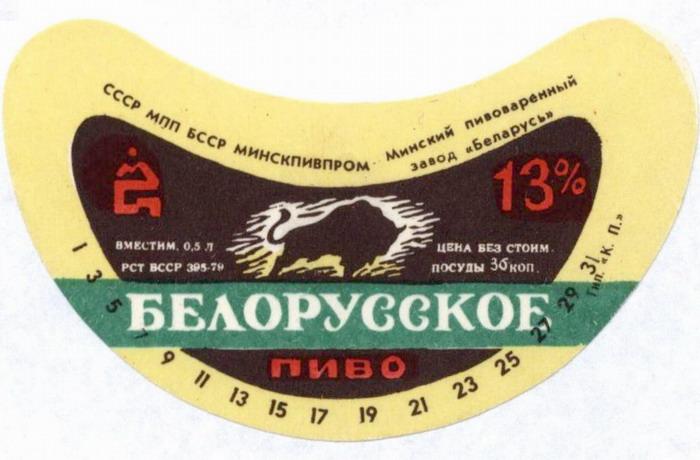 СССР МПП БССР МИНСКПИВПРОМ
Минский пивоваренный
завод «Беларусь»
13%
ВМЕСТИМ. 0,5 Л
РСТ БССР 395-79
ЦЕНА БЕЗ СТОИМ.
ПОСУДЫ 36 КОП.
БЕЛОРУССКОЕ
ПИВО
1 3 5 7 9 11 13 15 17 19 21 23 25 27 29 31
Тип. «К. П.»